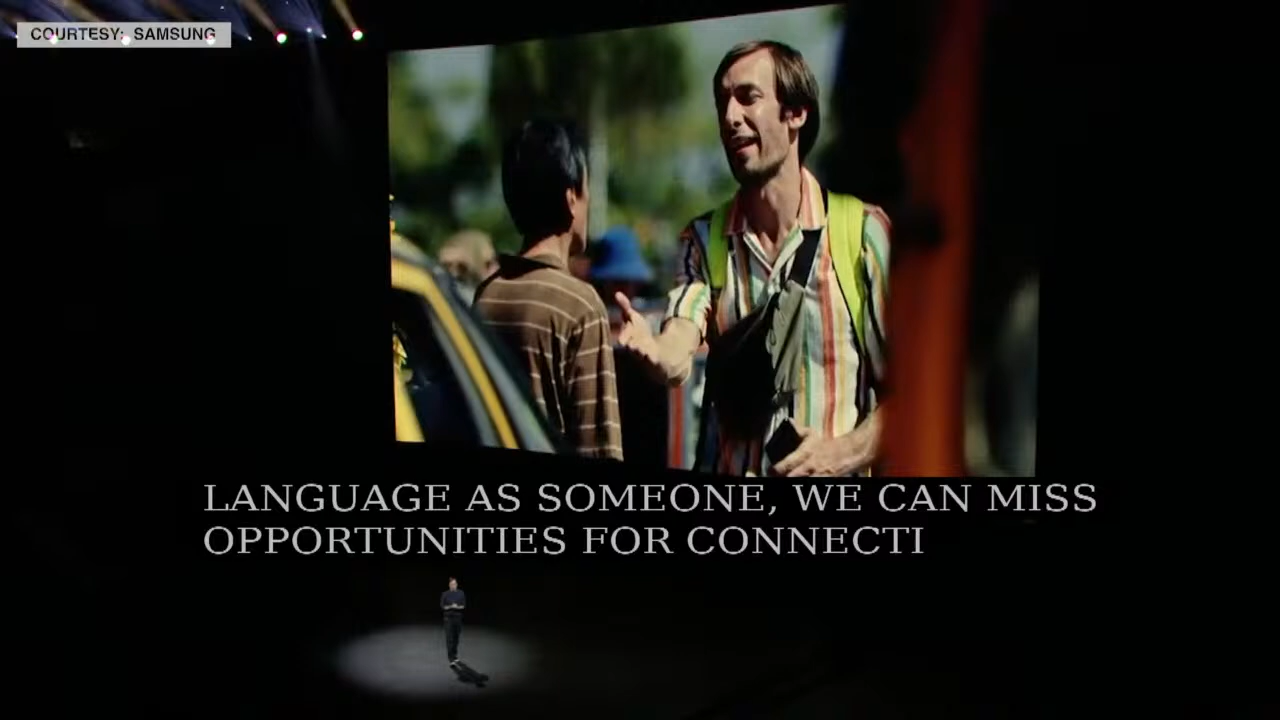 COURTESY: SAMSUNG
LANGUAGE AS SOMEONE, WE CAN MISS
OPPORTUNITIES FOR CONNECTI